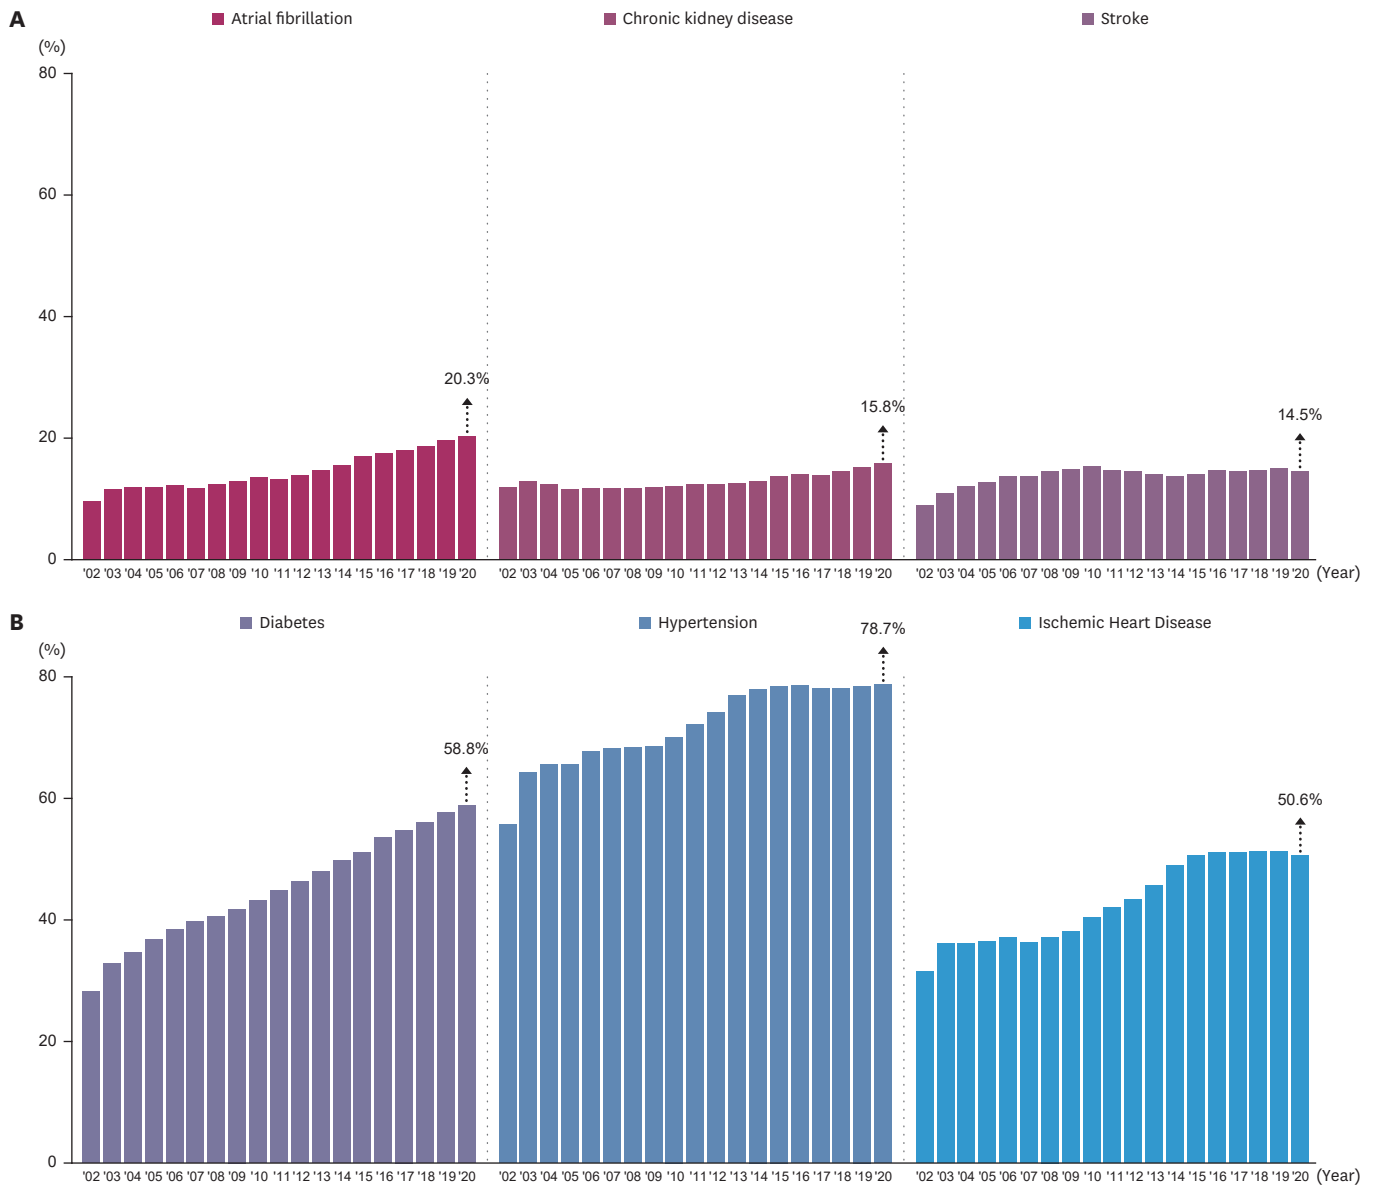 A
Atrial fibrillation Chronic kidney disease Stroke
(%)
80
60
40
20.3% 15.8% 14.5%
20
0
'02 '03 '04 '05 '06 '07 '08 '09 '10 '11 '12 '13 '14 '15 '16 '17 '18 '19 '20 '02 '03 '04 '05 '06 '07 '08 '09 '10 '11 '12 '13 '14 '15 '16 '17 '18 '19 '20 '02 '03 '04 '05 '06 '07 '08 '09 '10 '11 '12 '13 '14 '15 '16 '17 '18 '19 '20 (Year)
B
Diabetes Hypertension Ischemic Heart Disease
78.7%
(%)
80
58.8%
60
50.6%
40
20
0
'02 '03 '04 '05 '06 '07 '08 '09 '10 '11 '12 '13 '14 '15 '16 '17 '18 '19 '20 '02 '03 '04 '05 '06 '07 '08 '09 '10 '11 '12 '13 '14 '15 '16 '17 '18 '19 '20 '02 '03 '04 '05 '06 '07 '08 '09 '10 '11 '12 '13 '14 '15 '16 '17 '18 '19 '20 (Year)